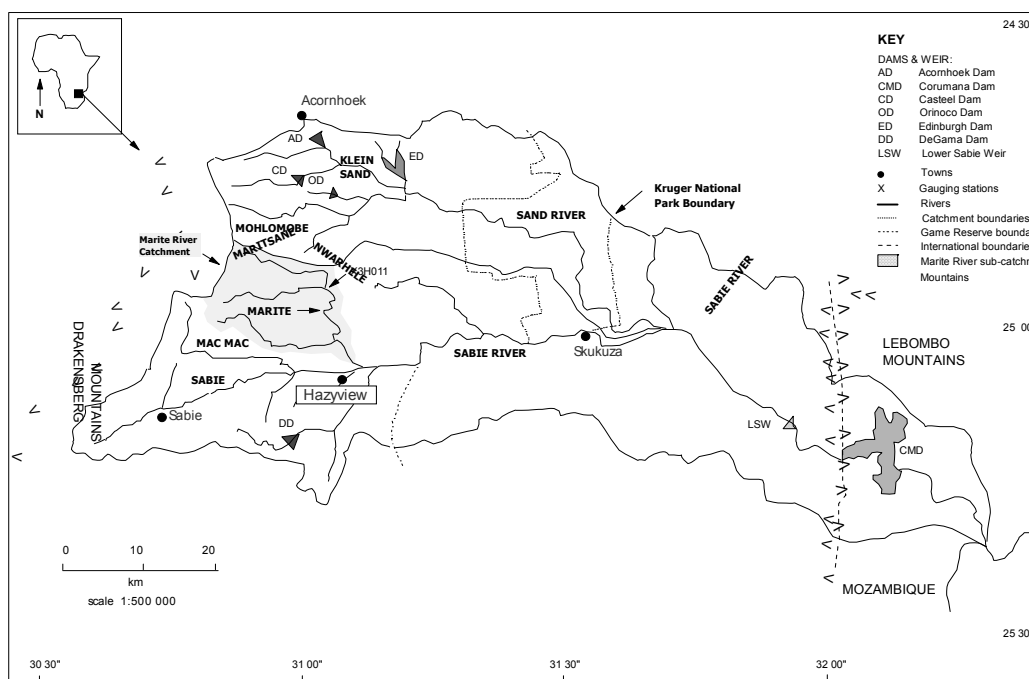 24 30
KEY
DAMS & WEIR:
AD Acornhoek Dam
CMD Corumana Dam
CD Casteel Dam
OD Orinoco Dam
ED Edinburgh Dam
DD DeGama Dam
LSW Lower Sabie Weir
Towns
X Gauging stations
Rivers
Catchment boundaries
Game Reserve bounda
International boundarie
Marite River sub-catchr
Mountains
N
Acornhoek
AD
KLEIN
SAND
ED
CD
OD
Kruger National
Park Boundary
SAND RIVER
MOHLOMOBE
MARITSANE
Marite River
Catchment
NWARHELE
X3H011
SABIE RIVER
MARITE
25 00
MAC MAC
SABIE RIVER
Skukuza
LEBOMBO
MOUNTAINS
DRAKENSBERG
MOUNTAINS
SABIE
Hazyview
Sabie
DD
LSW
CMD
0 10 20
km
scale 1:500 000
MOZAMBIQUE
25 30
30 30"
31 00
31 5"
32 00"